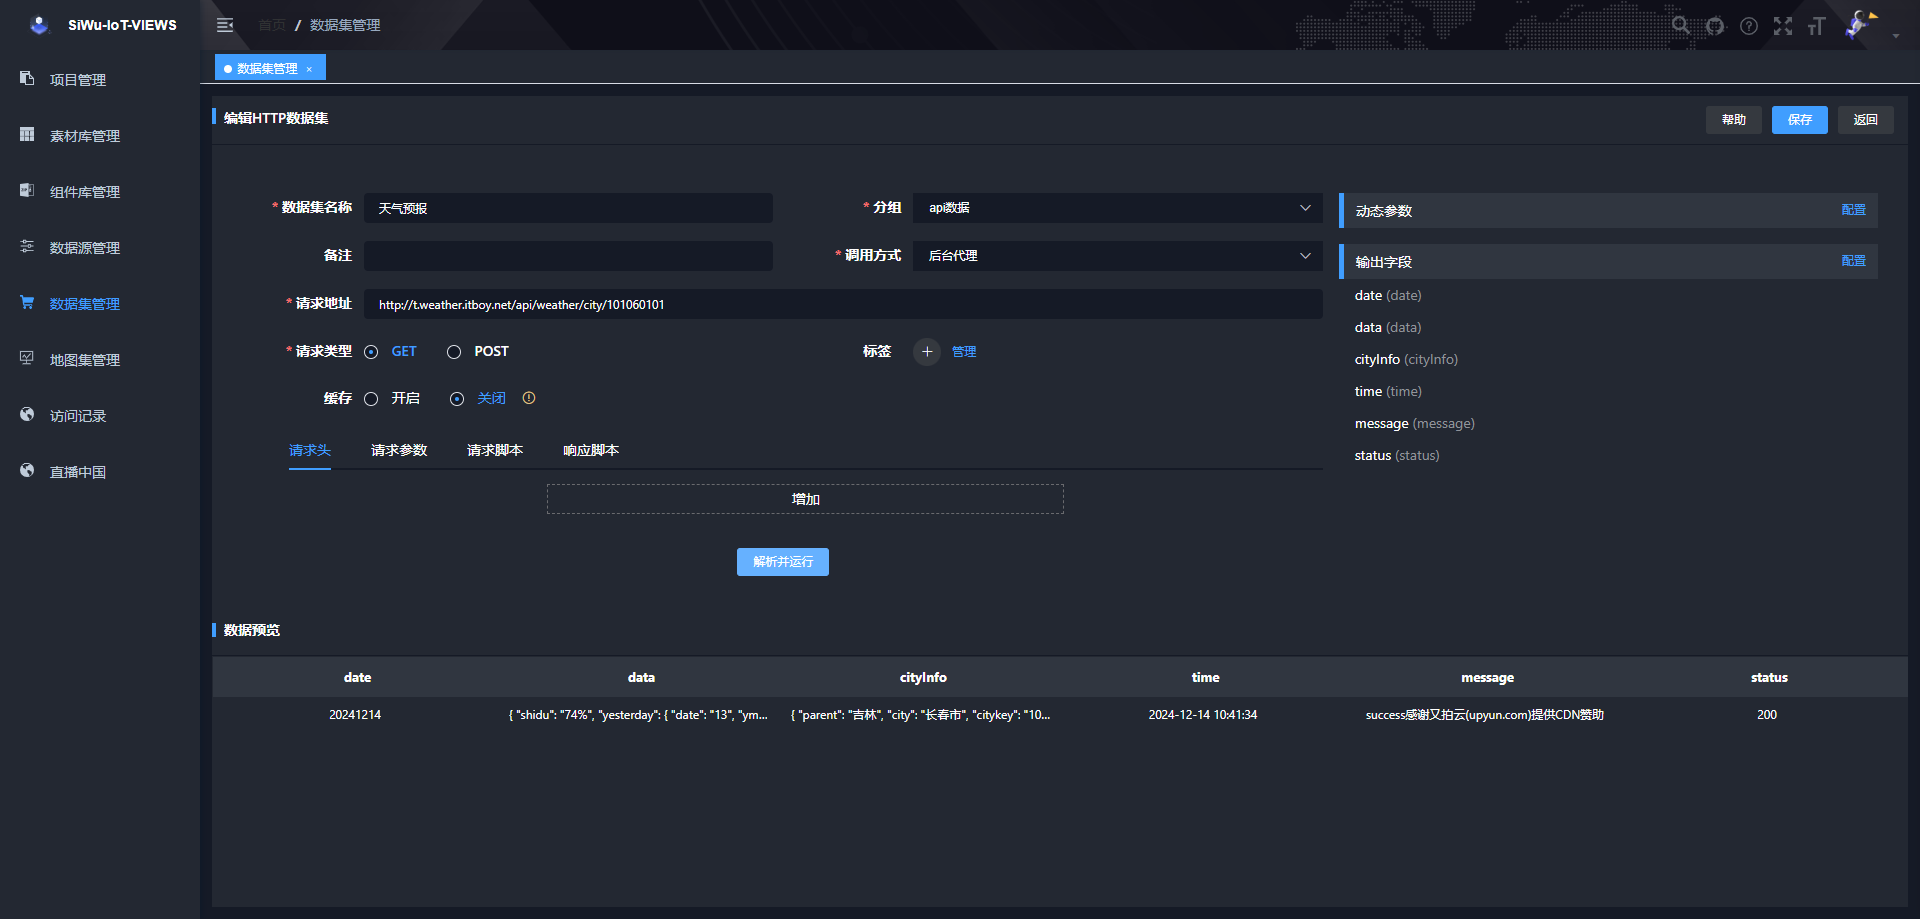 SiWu-IoT-VIEWS
首页 / 数据集管理
数据集管理 ×
项目管理
素材库管理
组件库管理
数据源管理
数据集管理
地图集管理
访问记录
直播中国
编辑HTTP数据集
帮助 保存 返回
* 数据集名称 天气预报 * 分组 api数据
备注 * 调用方式 后台代理
* 请求地址 http://t.weather.itboy.net/api/weather/city/101060101
* 请求类型 GET POST 标签 + 管理
缓存 开启 关闭
请求头 请求参数 请求脚本 响应脚本
增加
解析并运行
动态参数 配置
输出字段 配置
date (date)
data (data)
cityInfo (cityInfo)
time (time)
message (message)
status (status)
数据预览
date data cityInfo time message status
20241214 { "shidu": "74%", "yesterday": { "date": "13", "ym... { "parent": "吉林", "city": "长春市", "citykey": "10... 2024-12-14 10:41:34 success感谢又拍云(upyun.com)提供CDN赞助 200